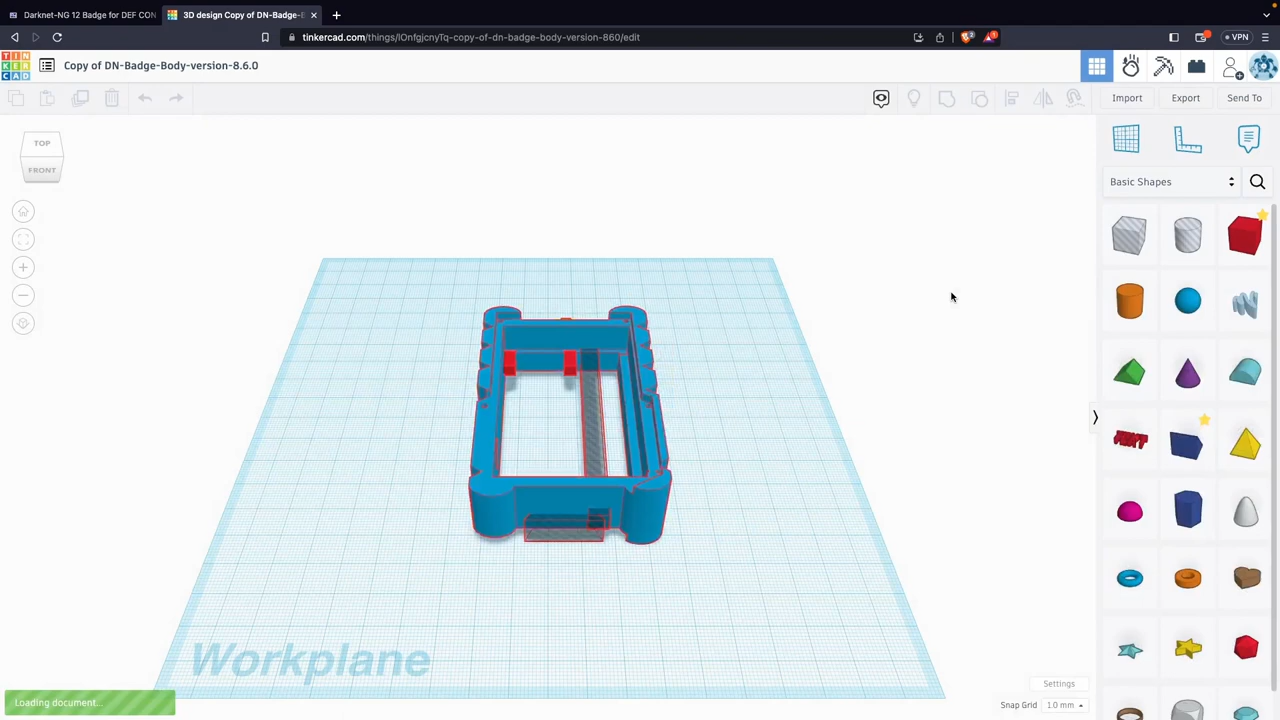 Darknet-NG 12 Badge for DEF CON
3D design Copy of DN-Badge-B
tinkercad.com/things/lOnfgjcnyTq-copy-of-dn-badge-body-version-860/edit
VPN
TIN
KER
CAD
Copy of DN-Badge-Body-version-8.6.0
Import
Export
Send To
TOP
FRONT
Basic Shapes
Workplane
Loading document...
Settings
Snap Grid
1.0 mm